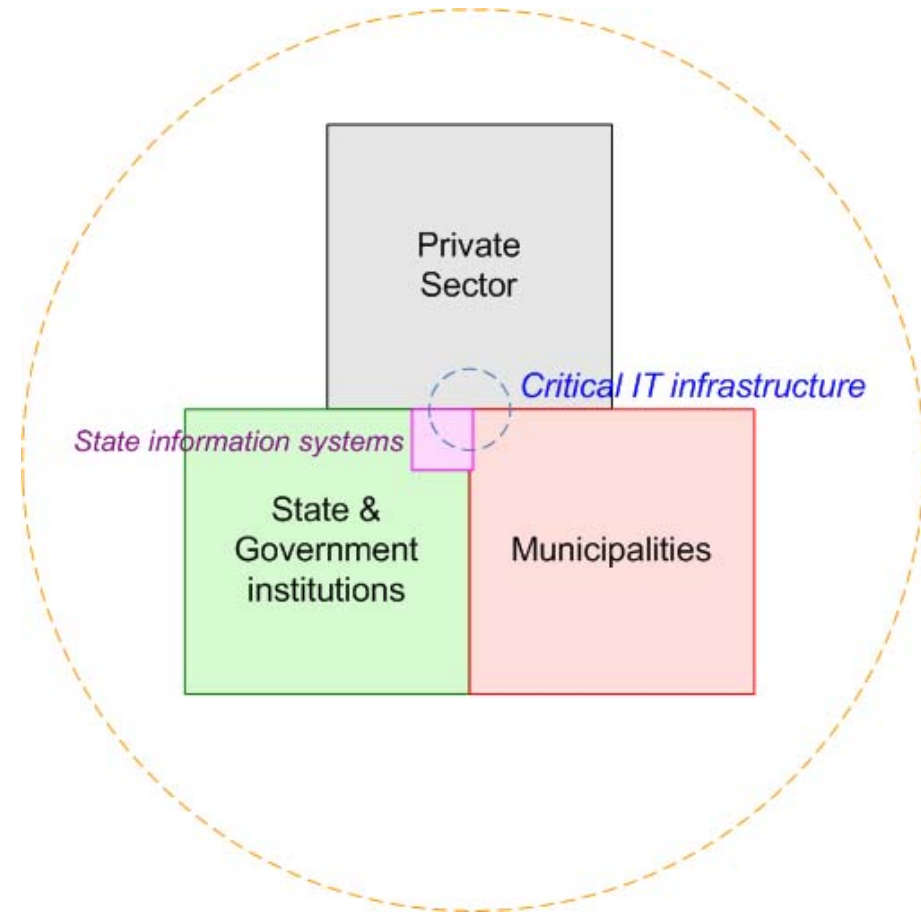 Private
Sector
Critical IT infrastructure
State information systems
State &
Government
institutions
Municipalities